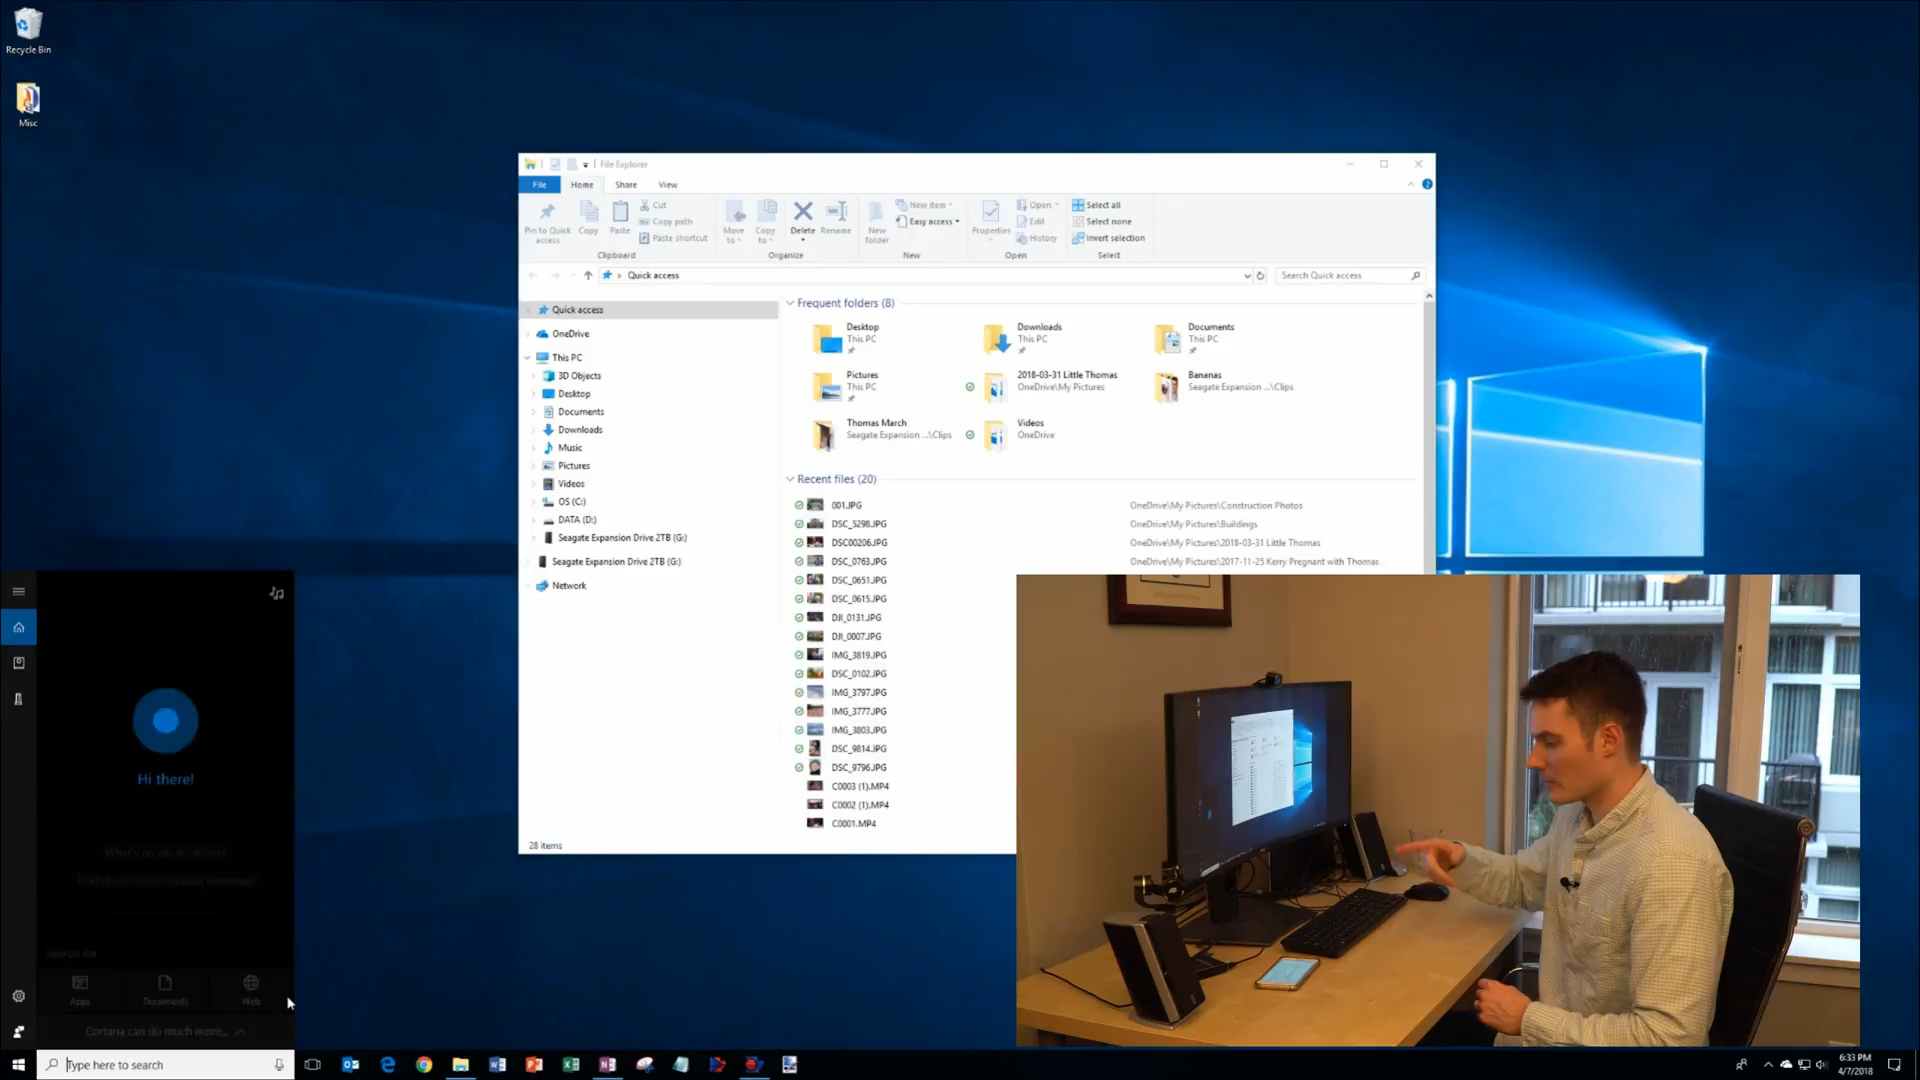 Recycle Bin
Misc
File Explorer
File Home Share View
Pin to Quick access
Copy
Paste
Cut
Copy path
Paste shortcut
Clipboard
Move to
Copy to
Delete
Rename
Organize
New folder
New item
Easy access
New
Properties
Open
Edit
History
Open
Select all
Select none
Invert selection
Select
Quick access
Search Quick access
Quick access
OneDrive
This PC
3D Objects
Desktop
Documents
Downloads
Music
Pictures
Videos
OS (C:)
DATA (D:)
Seagate Expansion Drive 2TB (G:)
Seagate Expansion Drive 2TB (G:)
Network
28 items
Frequent folders (8)
Desktop
This PC
Downloads
This PC
Documents
This PC
Pictures
This PC
2018-03-31 Little Thomas
OneDrive\My Pictures
Bananas
Seagate Expansion ...\Clips
Thomas March
Seagate Expansion ...\Clips
Videos
OneDrive
Recent files (20)
001.JPG OneDrive\My Pictures\Construction Photos
DSC_5298.JPG OneDrive\My Pictures\Buildings
DSC00206.JPG OneDrive\My Pictures\2018-03-31 Little Thomas
DSC_0763.JPG OneDrive\My Pictures\2017-11-25 Kerry Pregnant with Thomas
DSC_0651.JPG
DSC_0615.JPG
DJI_0131.JPG
DJI_0007.JPG
IMG_3819.JPG
DSC_0102.JPG
IMG_3797.JPG
IMG_3777.JPG
IMG_3803.JPG
DSC_9814.JPG
DSC_9796.JPG
C0003 (1).MP4
C0002 (1).MP4
C0001.MP4
Hi there!
Search for
Apps
Documents
Web
Cortana can do much more...
Type here to search
6:33 PM
4/7/2018